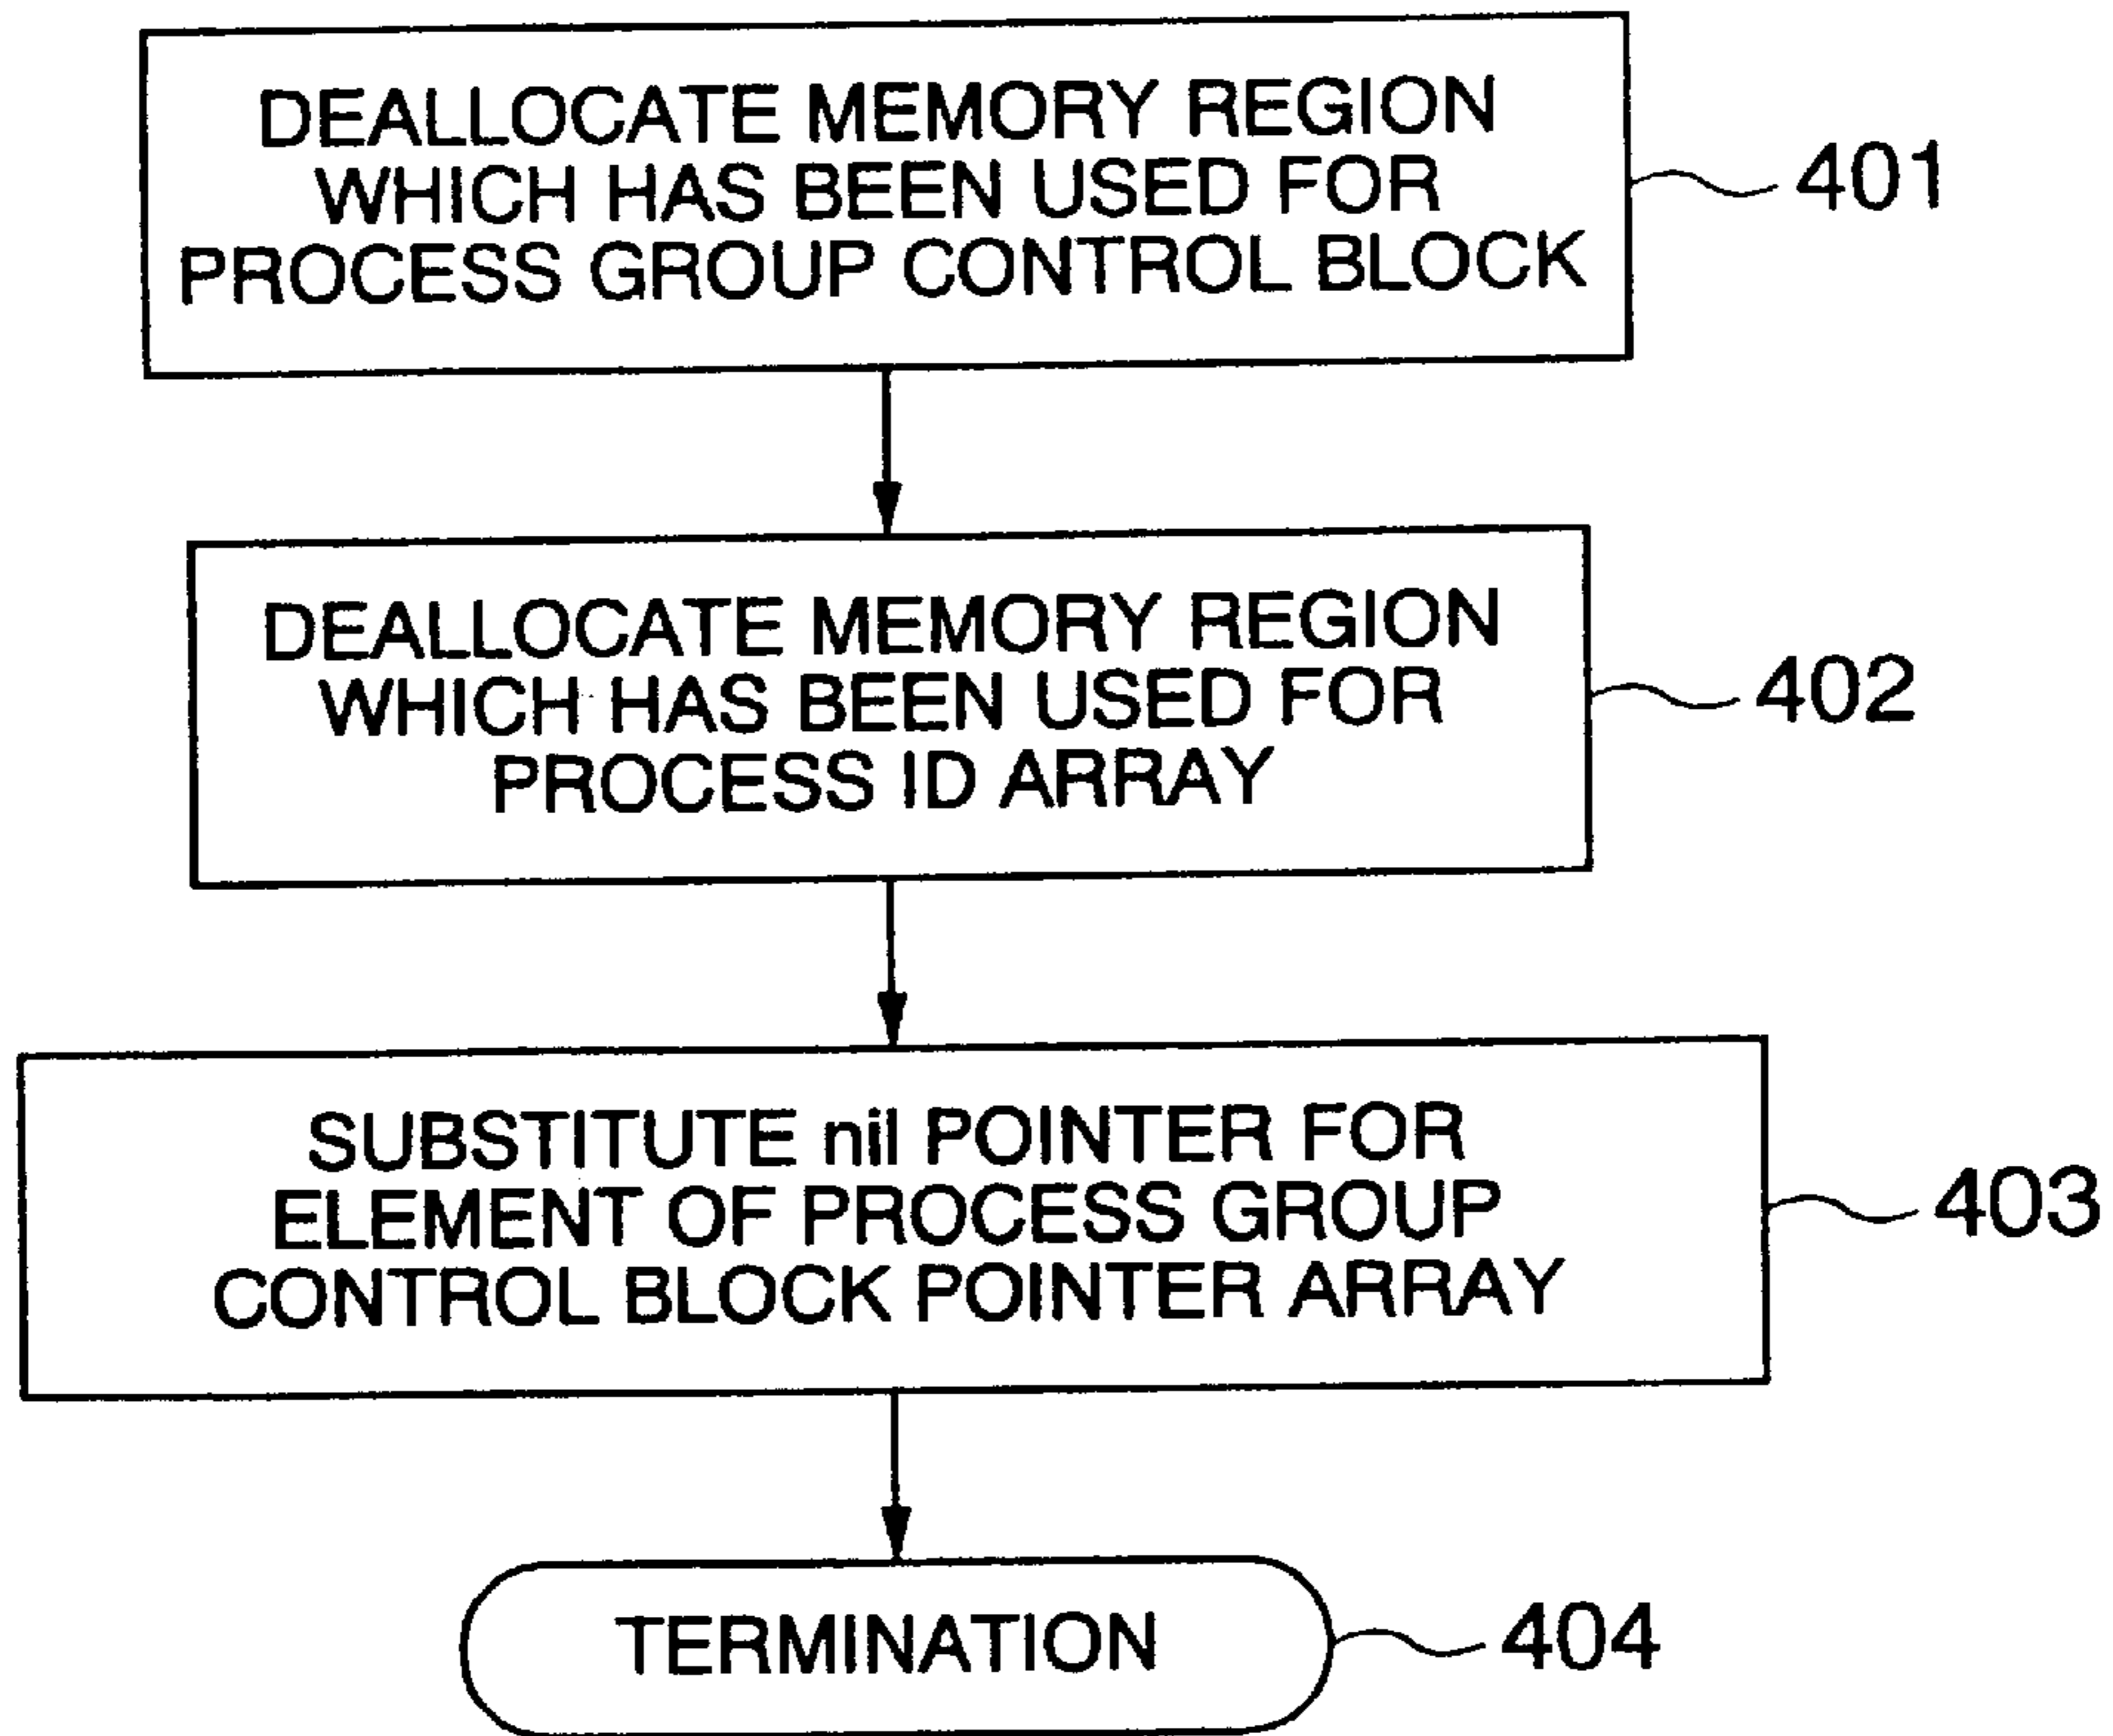 DEALLOCATE MEMORY REGION
WHICH HAS BEEN USED FOR
PROCESS GROUP CONTROL BLOCK
401
DEALLOCATE MEMORY REGION
WHICH HAS BEEN USED FOR
PROCESS ID ARRAY
402
SUBSTITUTE nil POINTER FOR
ELEMENT OF PROCESS GROUP
CONTROL BLOCK POINTER ARRAY
403
TERMINATION
404